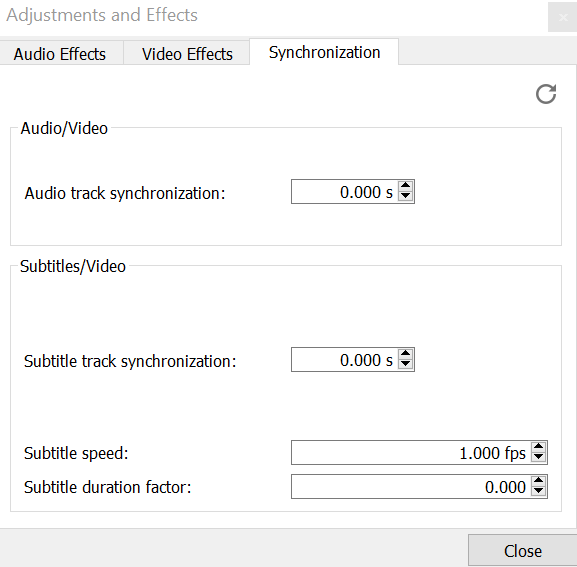 Adjustments and Effects
Audio Effects Video Effects Synchronization
Audio/Video
Audio track synchronization: 0.000 s
Subtitles/Video
Subtitle track synchronization: 0.000 s
Subtitle speed: 1.000 fps
Subtitle duration factor: 0.000
Close